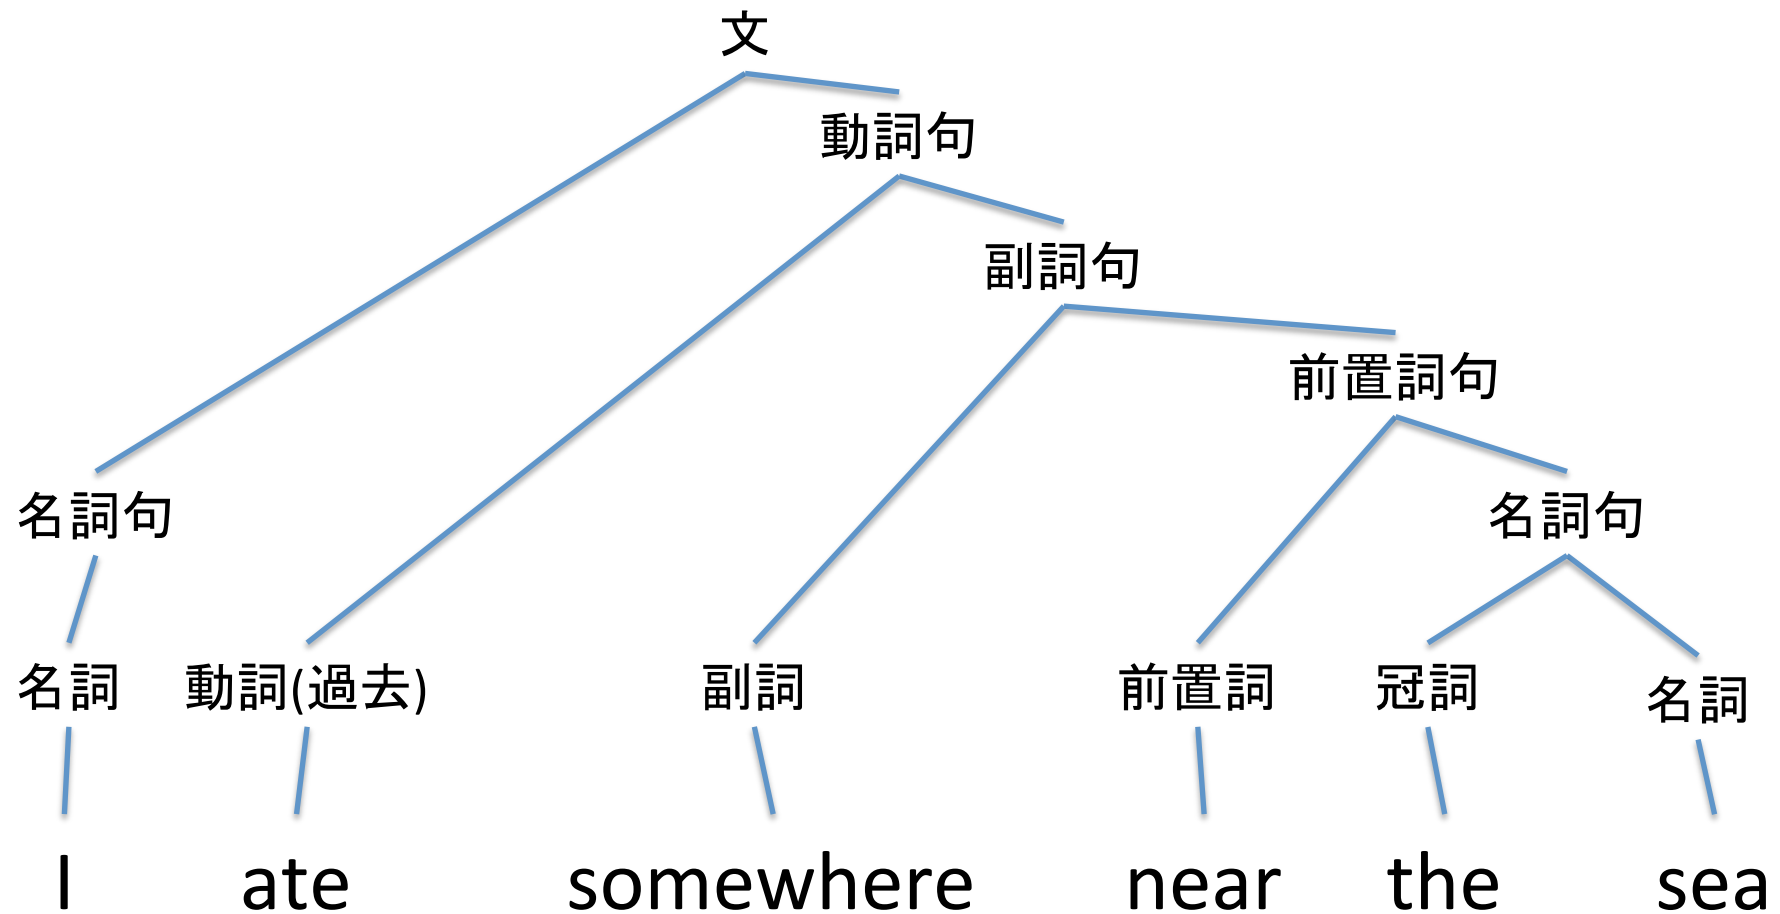 文
動詞句
副詞句
前置詞句
名詞句 名詞句
名詞 動詞(過去) 副詞 前置詞 冠詞 名詞
I ate somewhere near the sea